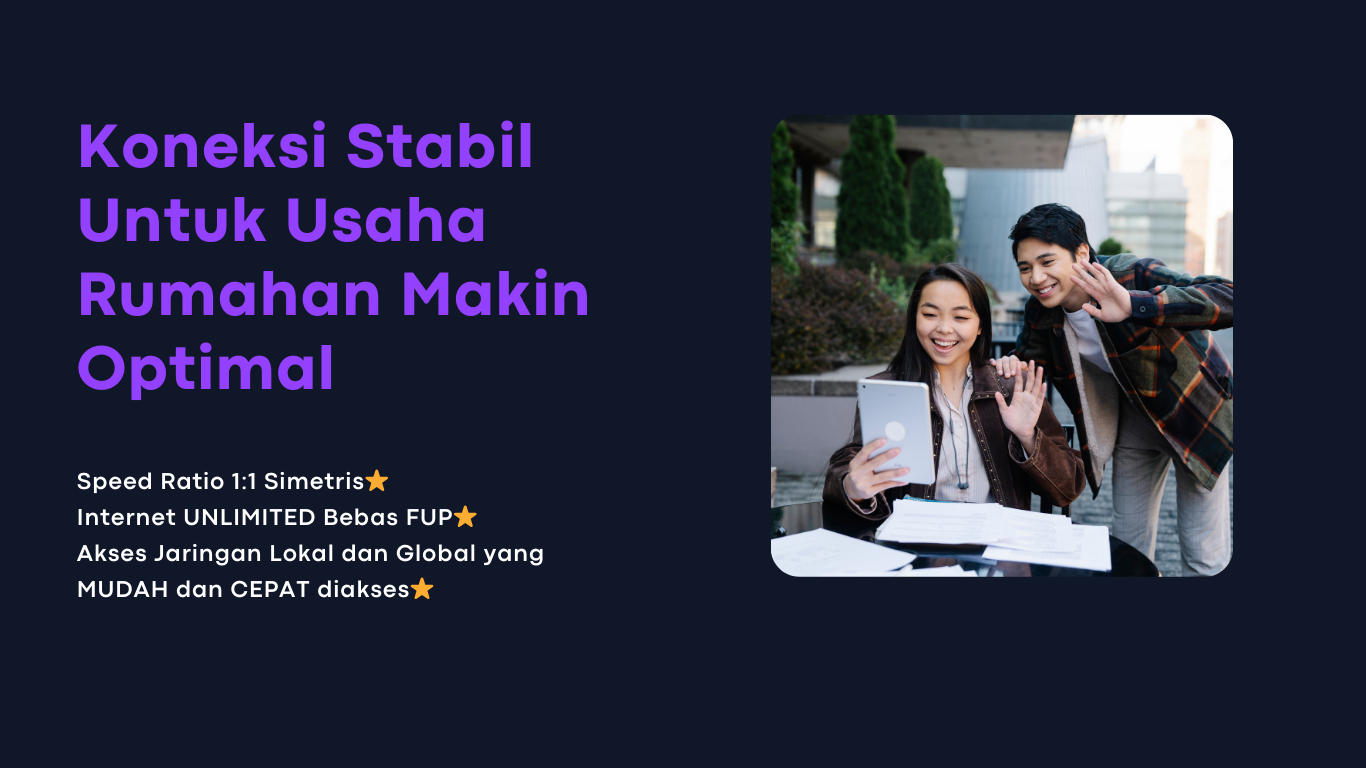 Koneksi Stabil
Untuk Usaha
Rumahan Makin
Optimal
Speed Ratio 1:1 Simetris⭐
Internet UNLIMITED Bebas FUP⭐
Akses Jaringan Lokal dan Global yang
MUDAH dan CEPAT diakses⭐